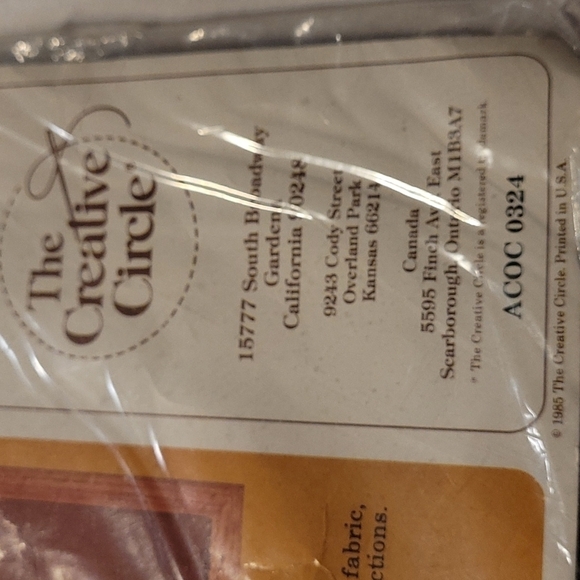 The
Creative
Circle
15777 South Broadway
Gardena
California 90248
9243 Cody Street
Overland Park
Kansas 66214
Canada
5595 Finch Ave East
Scarborough, Ontario M1B3A7
The Creative Circle is a registered trademark
ACOC 0324
© 1985 The Creative Circle. Printed in U.S.A.
fabric,
ctions.